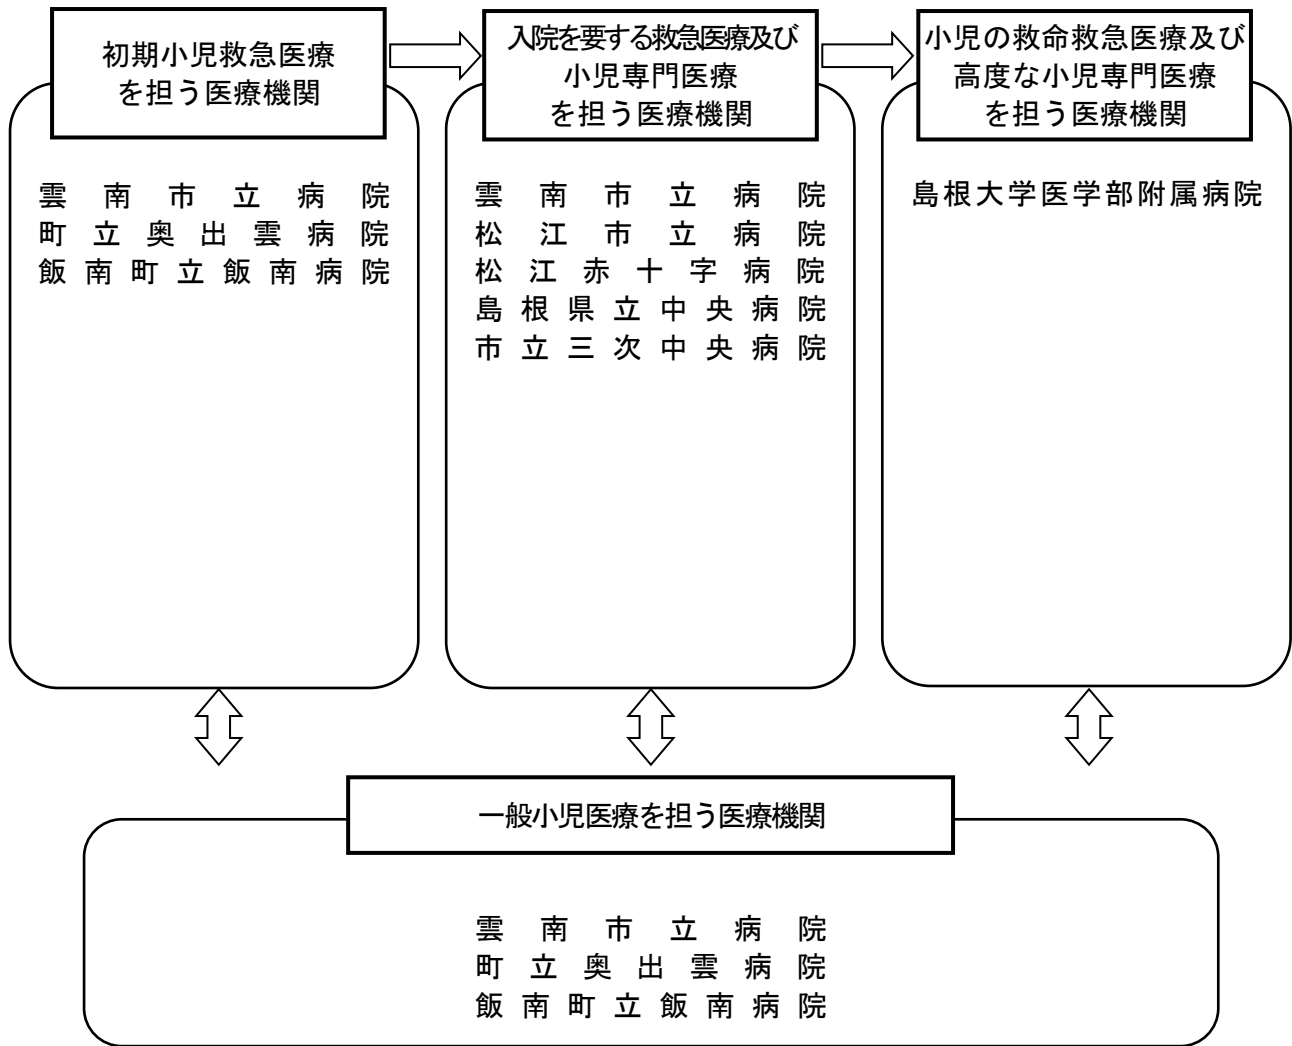 初期小児救急医療
を担う医療機関
雲南市立病院
町立奥出雲病院
飯南町立飯南病院
入院を要する救急医療及び
小児専門医療
を担う医療機関
雲南市立病院
松江市立病院
松江赤十字病院
島根県立中央病院
市立三次中央病院
小児の救命救急医療及び
高度な小児専門医療
を担う医療機関
島根大学医学部附属病院
一般小児医療を担う医療機関
雲南市立病院
町立奥出雲病院
飯南町立飯南病院